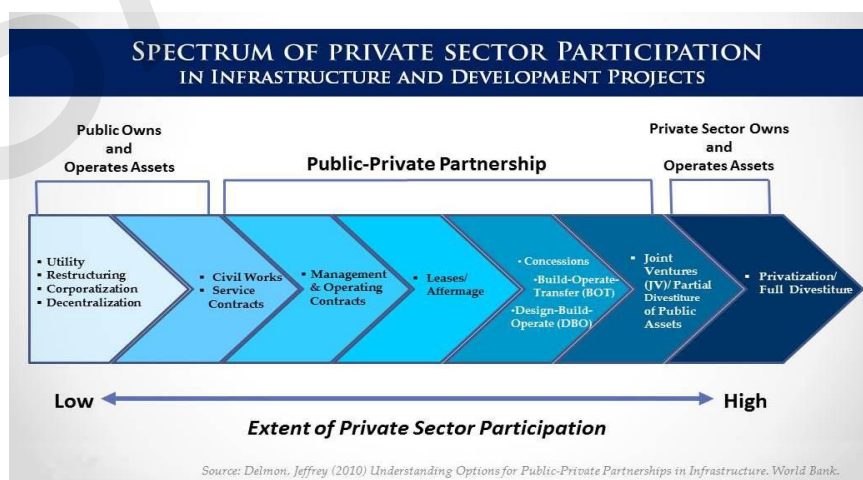 SPECTRUM OF PRIVATE SECTOR PARTICIPATION
IN INFRASTRUCTURE AND DEVELOPMENT PROJECTS
Public Owns
and
Operates Assets
Public-Private Partnership
Private Sector Owns
and
Operates Assets
▪ Utility
▪ Restructuring
▪ Corporatization
▪ Decentralization
▪ Civil Works
▪ Service
Contracts
▪ Management
& Operating
Contracts
▪ Leases/
Affermage
• Concessions
•Build-Operate-
Transfer (BOT)
•Design-Build-
Operate (DBO)
▪ Joint
Ventures
(JV)/ Partial
Divestiture
of Public
Assets
▪ Privatization/
Full Divestiture
Low
High
Extent of Private Sector Participation
Source: Delmon, Jeffrey (2010) Understanding Options for Public-Private Partnerships in Infrastructure. World Bank.